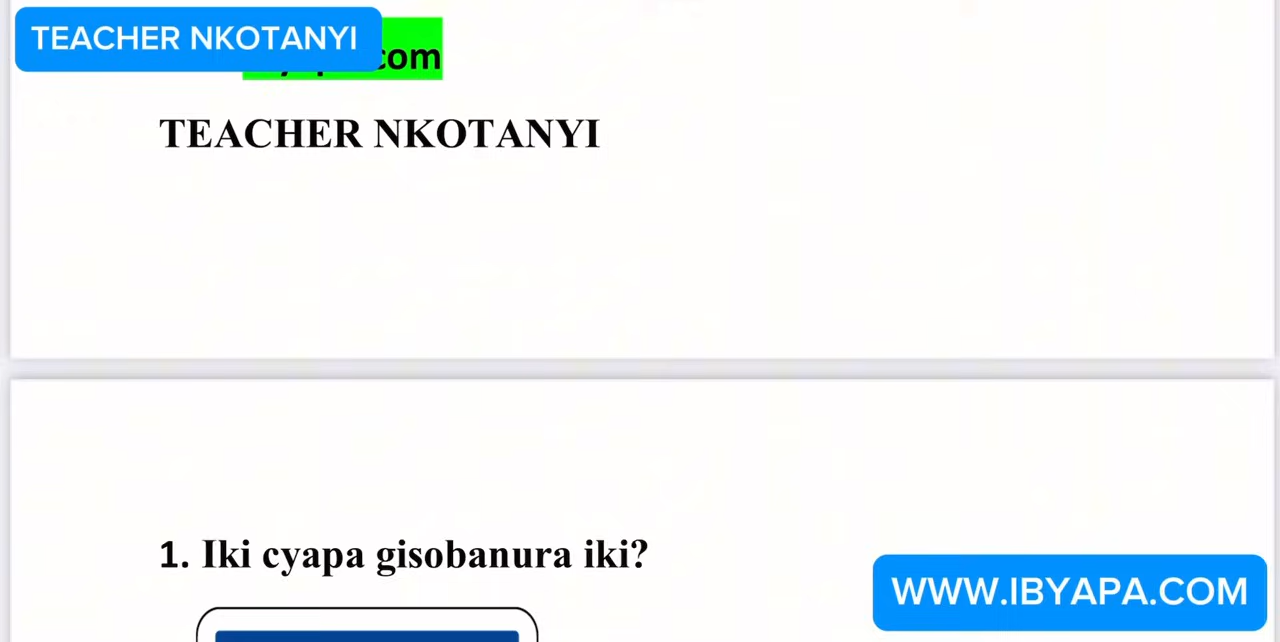 TEACHER NKOTANYI
com
TEACHER NKOTANYI
1. Iki cyapa gisobanura iki?
WWW.IBYAPA.COM